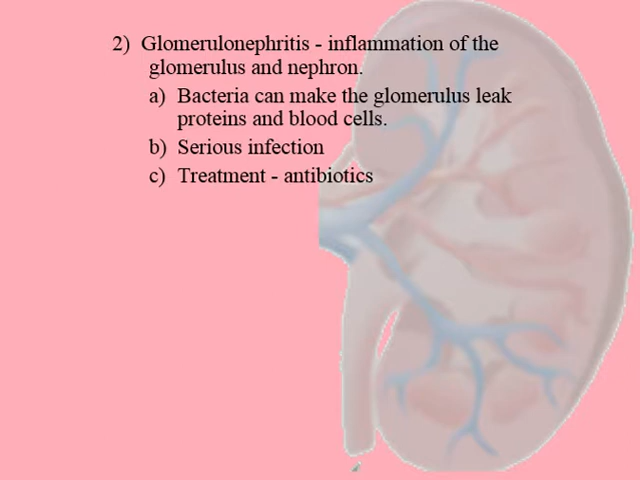 2) Glomerulonephritis - inflammation of the
glomerulus and nephron.
a) Bacteria can make the glomerulus leak
proteins and blood cells.
b) Serious infection
c) Treatment - antibiotics